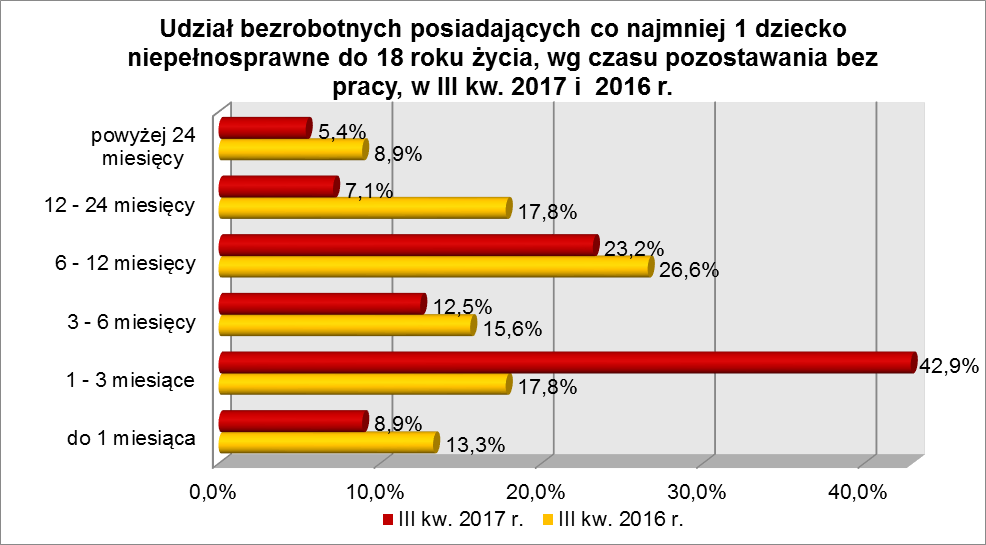 Udział bezrobotnych posiadających co najmniej 1 dziecko
niepełnosprawne do 18 roku życia, wg czasu pozostawania bez
pracy, w III kw. 2017 i 2016 r.
powyżej 24
miesięcy
5,4%
8,9%
12 - 24 miesięcy
7,1%
17,8%
6 - 12 miesięcy
23,2%
26,6%
3 - 6 miesięcy
12,5%
15,6%
1 - 3 miesiące
42,9%
17,8%
do 1 miesiąca
8,9%
13,3%
0,0% 10,0% 20,0% 30,0% 40,0%
III kw. 2017 r. III kw. 2016 r.